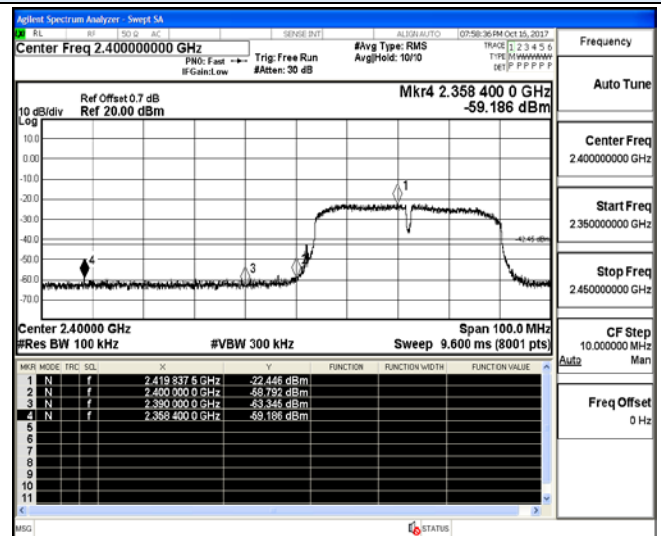 Agilent Spectrum Analyzer - Swept SA
RL RF 50 Ω AC SENSE:INT ALIGN AUTO 07:58:36 PM Oct 16, 2017
Center Freq 2.400000000 GHz
PNO: Fast
IFGain:Low
Trig: Free Run
#Atten: 30 dB
#Avg Type: RMS
Avg|Hold: 10/10
TRACE 1 2 3 4 5 6
TYPE M WWWWW
DET P P P P P P
Ref Offset 0.7 dB
10 dB/div Ref 20.00 dBm
Mkr4 2.358 400 0 GHz
-59.186 dBm
Log
10.0
0.00
-10.0
-20.0
-30.0
-40.0
-50.0
-60.0
-70.0
1
2
3
4
-42.45 dBm
Center 2.40000 GHz Span 100.0 MHz
#Res BW 100 kHz #VBW 300 kHz Sweep 9.600 ms (8001 pts)
MKR MODE TRC SCL X Y FUNCTION FUNCTION WIDTH FUNCTION VALUE
1 N f 2.419 837 5 GHz -22.446 dBm
2 N f 2.400 000 0 GHz -58.792 dBm
3 N f 2.390 000 0 GHz -63.345 dBm
4 N f 2.358 400 0 GHz -59.186 dBm
5
6
7
8
9
10
11
MSG STATUS
Frequency
Auto Tune
Center Freq
2.400000000 GHz
Start Freq
2.350000000 GHz
Stop Freq
2.450000000 GHz
CF Step
10.000000 MHz
Auto Man
Freq Offset
0 Hz